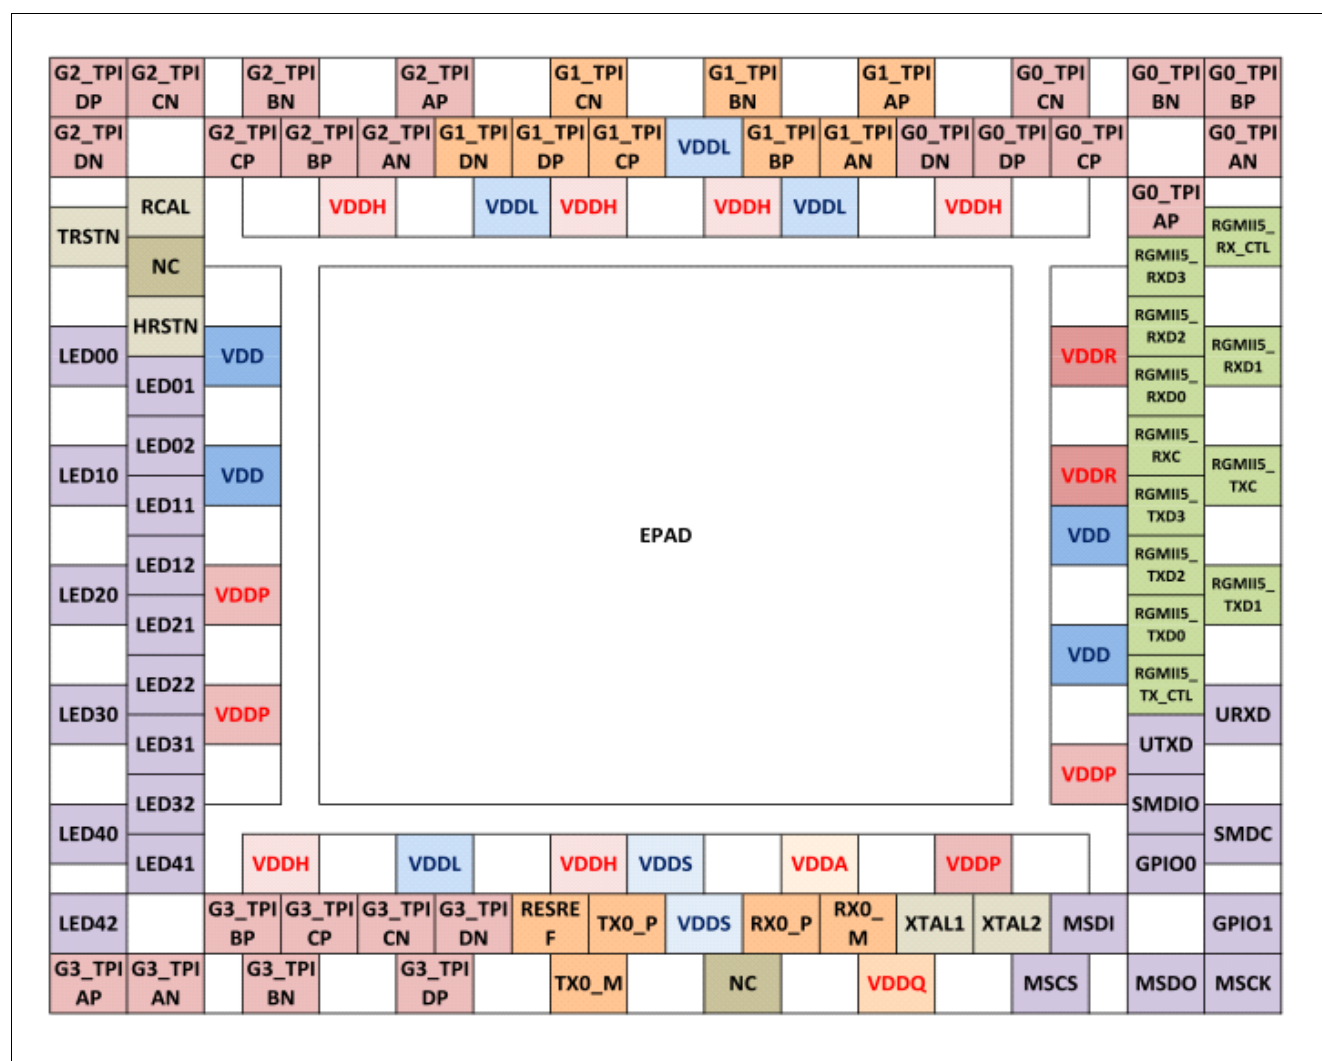 G2_TPI G2_TPI G2_TPI G2_TPI G1_TPI G1_TPI G1_TPI G0_TPI G0_TPI G0_TPI
DP CN BN AP CN BN AP CN BN BP
G2_TPI G2_TPI G2_TPI G2_TPI G1_TPI G1_TPI G1_TPI VDDL G1_TPI G1_TPI G0_TPI G0_TPI G0_TPI G0_TPI
DN CP BP AN DN DP CP BP AN DN DP CP AN
RCAL VDDH VDDL VDDH VDDH VDDL VDDH G0_TPI
AP
TRSTN RGMII5_
RX_CTL
NC RGMII5_
RXD3
HRSTN RGMII5_
RXD2
LED00 VDD VDDR RGMII5_
RXD1
LED01 RGMII5_
RXD0
LED02 RGMII5_
RXC
LED10 VDD VDDR RGMII5_
TXC
LED11 RGMII5_
TXD3
VDD
LED12 RGMII5_
TXD2
LED20 VDDP RGMII5_
TXD1
LED21 RGMII5_
TXD0
VDD
LED22 RGMII5_
TX_CTL
LED30 VDDP URXD
LED31 UTXD
VDDP
LED32 SMDIO
LED40 SMDC
LED41 VDDH VDDL VDDH VDDS VDDA VDDP GPIO0
EPAD
LED42 G3_TPI G3_TPI G3_TPI G3_TPI RESRE TX0_P VDDS RX0_P RX0_ XTAL1 XTAL2 MSDI GPIO1
BP CP CN DN F M
G3_TPI G3_TPI G3_TPI G3_TPI TX0_M NC VDDQ MSCS MSDO MSCK
AP AN BN DP